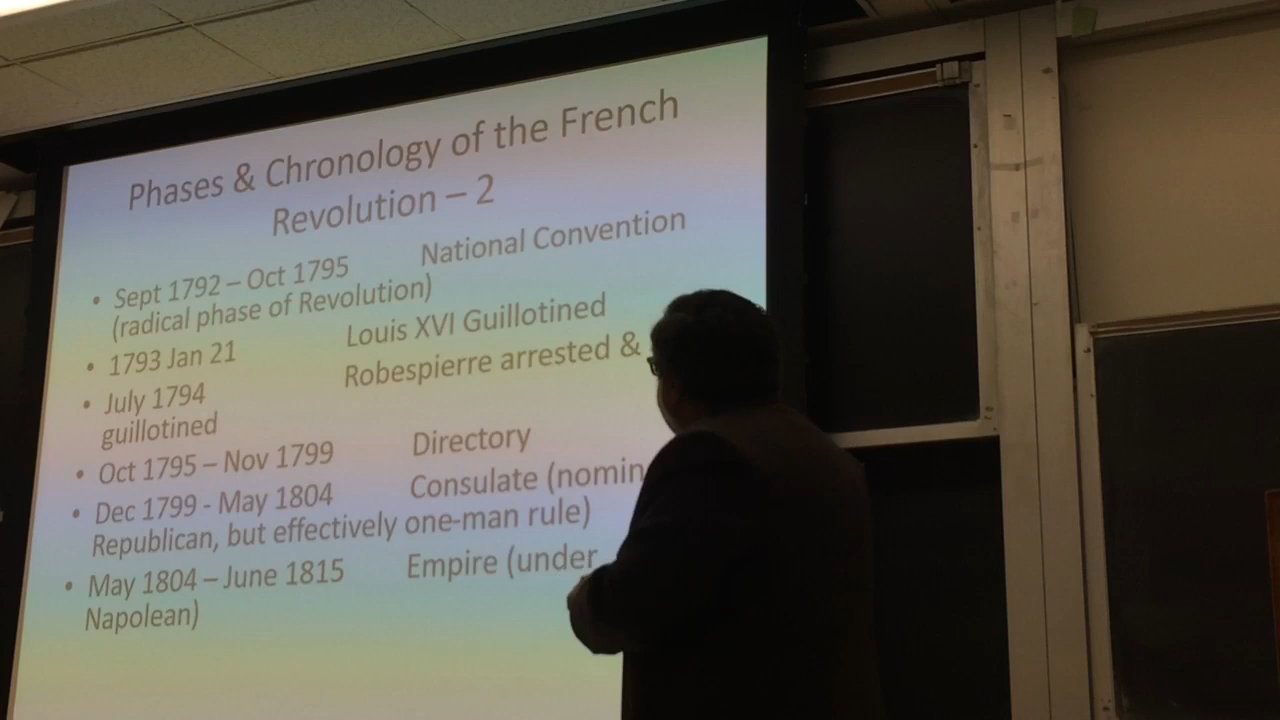 Phases & Chronology of the French
Revolution – 2
• Sept 1792 – Oct 1795 National Convention
(radical phase of Revolution)
• 1793 Jan 21 Louis XVI Guillotined
• July 1794 Robespierre arrested &
guillotined
• Oct 1795 – Nov 1799 Directory
• Dec 1799 - May 1804 Consulate (nomin
Republican, but effectively one-man rule)
• May 1804 – June 1815 Empire (under
Napolean)